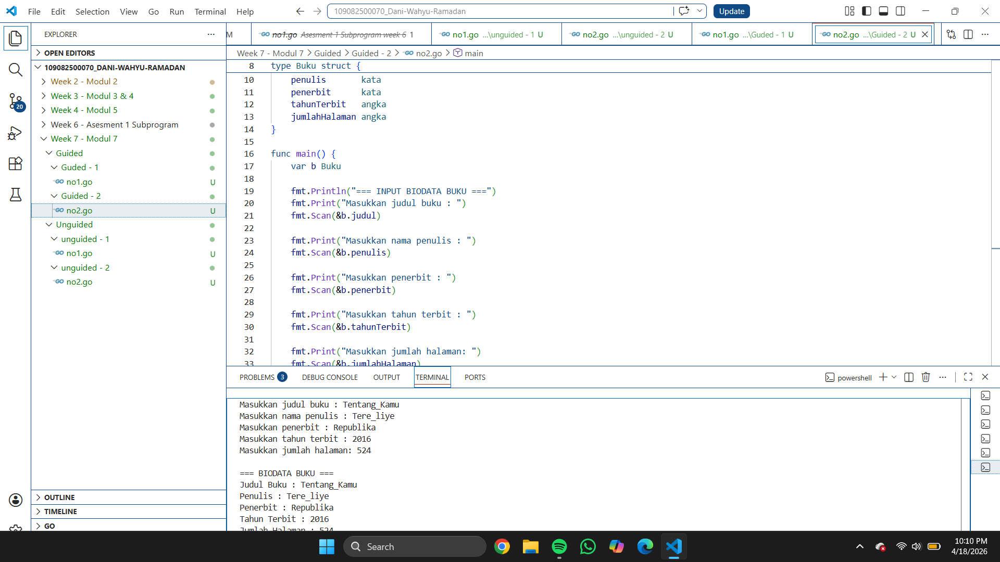 File Edit Selection View Go Run Terminal Help
109082500070_Dani-Wahyu-Ramadan
Update
EXPLORER
OPEN EDITORS
109082500070_DANI-WAHYU-RAMADAN
Week 2 - Modul 2
Week 3 - Modul 3 & 4
Week 4 - Modul 5
Week 6 - Asesment 1 Subprogram
Week 7 - Modul 7
Guided
Guded - 1
no1.go U
Guided - 2
no2.go U
Unguided
unguided - 1
no1.go U
unguided - 2
no2.go U
OUTLINE
TIMELINE
GO
20
M
no1.go Asesment 1 Subprogram week 6 1
no1.go ...\unguided - 1 U
no2.go ...\unguided - 2 U
no1.go ...\Guded - 1 U
no2.go ...\Guided - 2 U
Week 7 - Modul 7 > Guided > Guided - 2 > no2.go > main
8 type Buku struct {
10 penulis kata
11 penerbit kata
12 tahunTerbit angka
13 jumlahHalaman angka
14 }
15
16 func main() {
17 var b Buku
18
19 fmt.Println("=== INPUT BIODATA BUKU ===")
20 fmt.Print("Masukkan judul buku : ")
21 fmt.Scan(&b.judul)
22
23 fmt.Print("Masukkan nama penulis : ")
24 fmt.Scan(&b.penulis)
25
26 fmt.Print("Masukkan penerbit : ")
27 fmt.Scan(&b.penerbit)
28
29 fmt.Print("Masukkan tahun terbit : ")
30 fmt.Scan(&b.tahunTerbit)
31
32 fmt.Print("Masukkan jumlah halaman: ")
33 fmt.Scan(&b.jumlahHalaman)
PROBLEMS 3 DEBUG CONSOLE OUTPUT TERMINAL PORTS
powershell
Masukkan judul buku : Tentang_Kamu
Masukkan nama penulis : Tere_liye
Masukkan penerbit : Republika
Masukkan tahun terbit : 2016
Masukkan jumlah halaman: 524
=== BIODATA BUKU ===
Judul Buku : Tentang_Kamu
Penulis : Tere_liye
Penerbit : Republika
Tahun Terbit : 2016
Jumlah Halaman : 524
Search
10:10 PM
4/18/2026